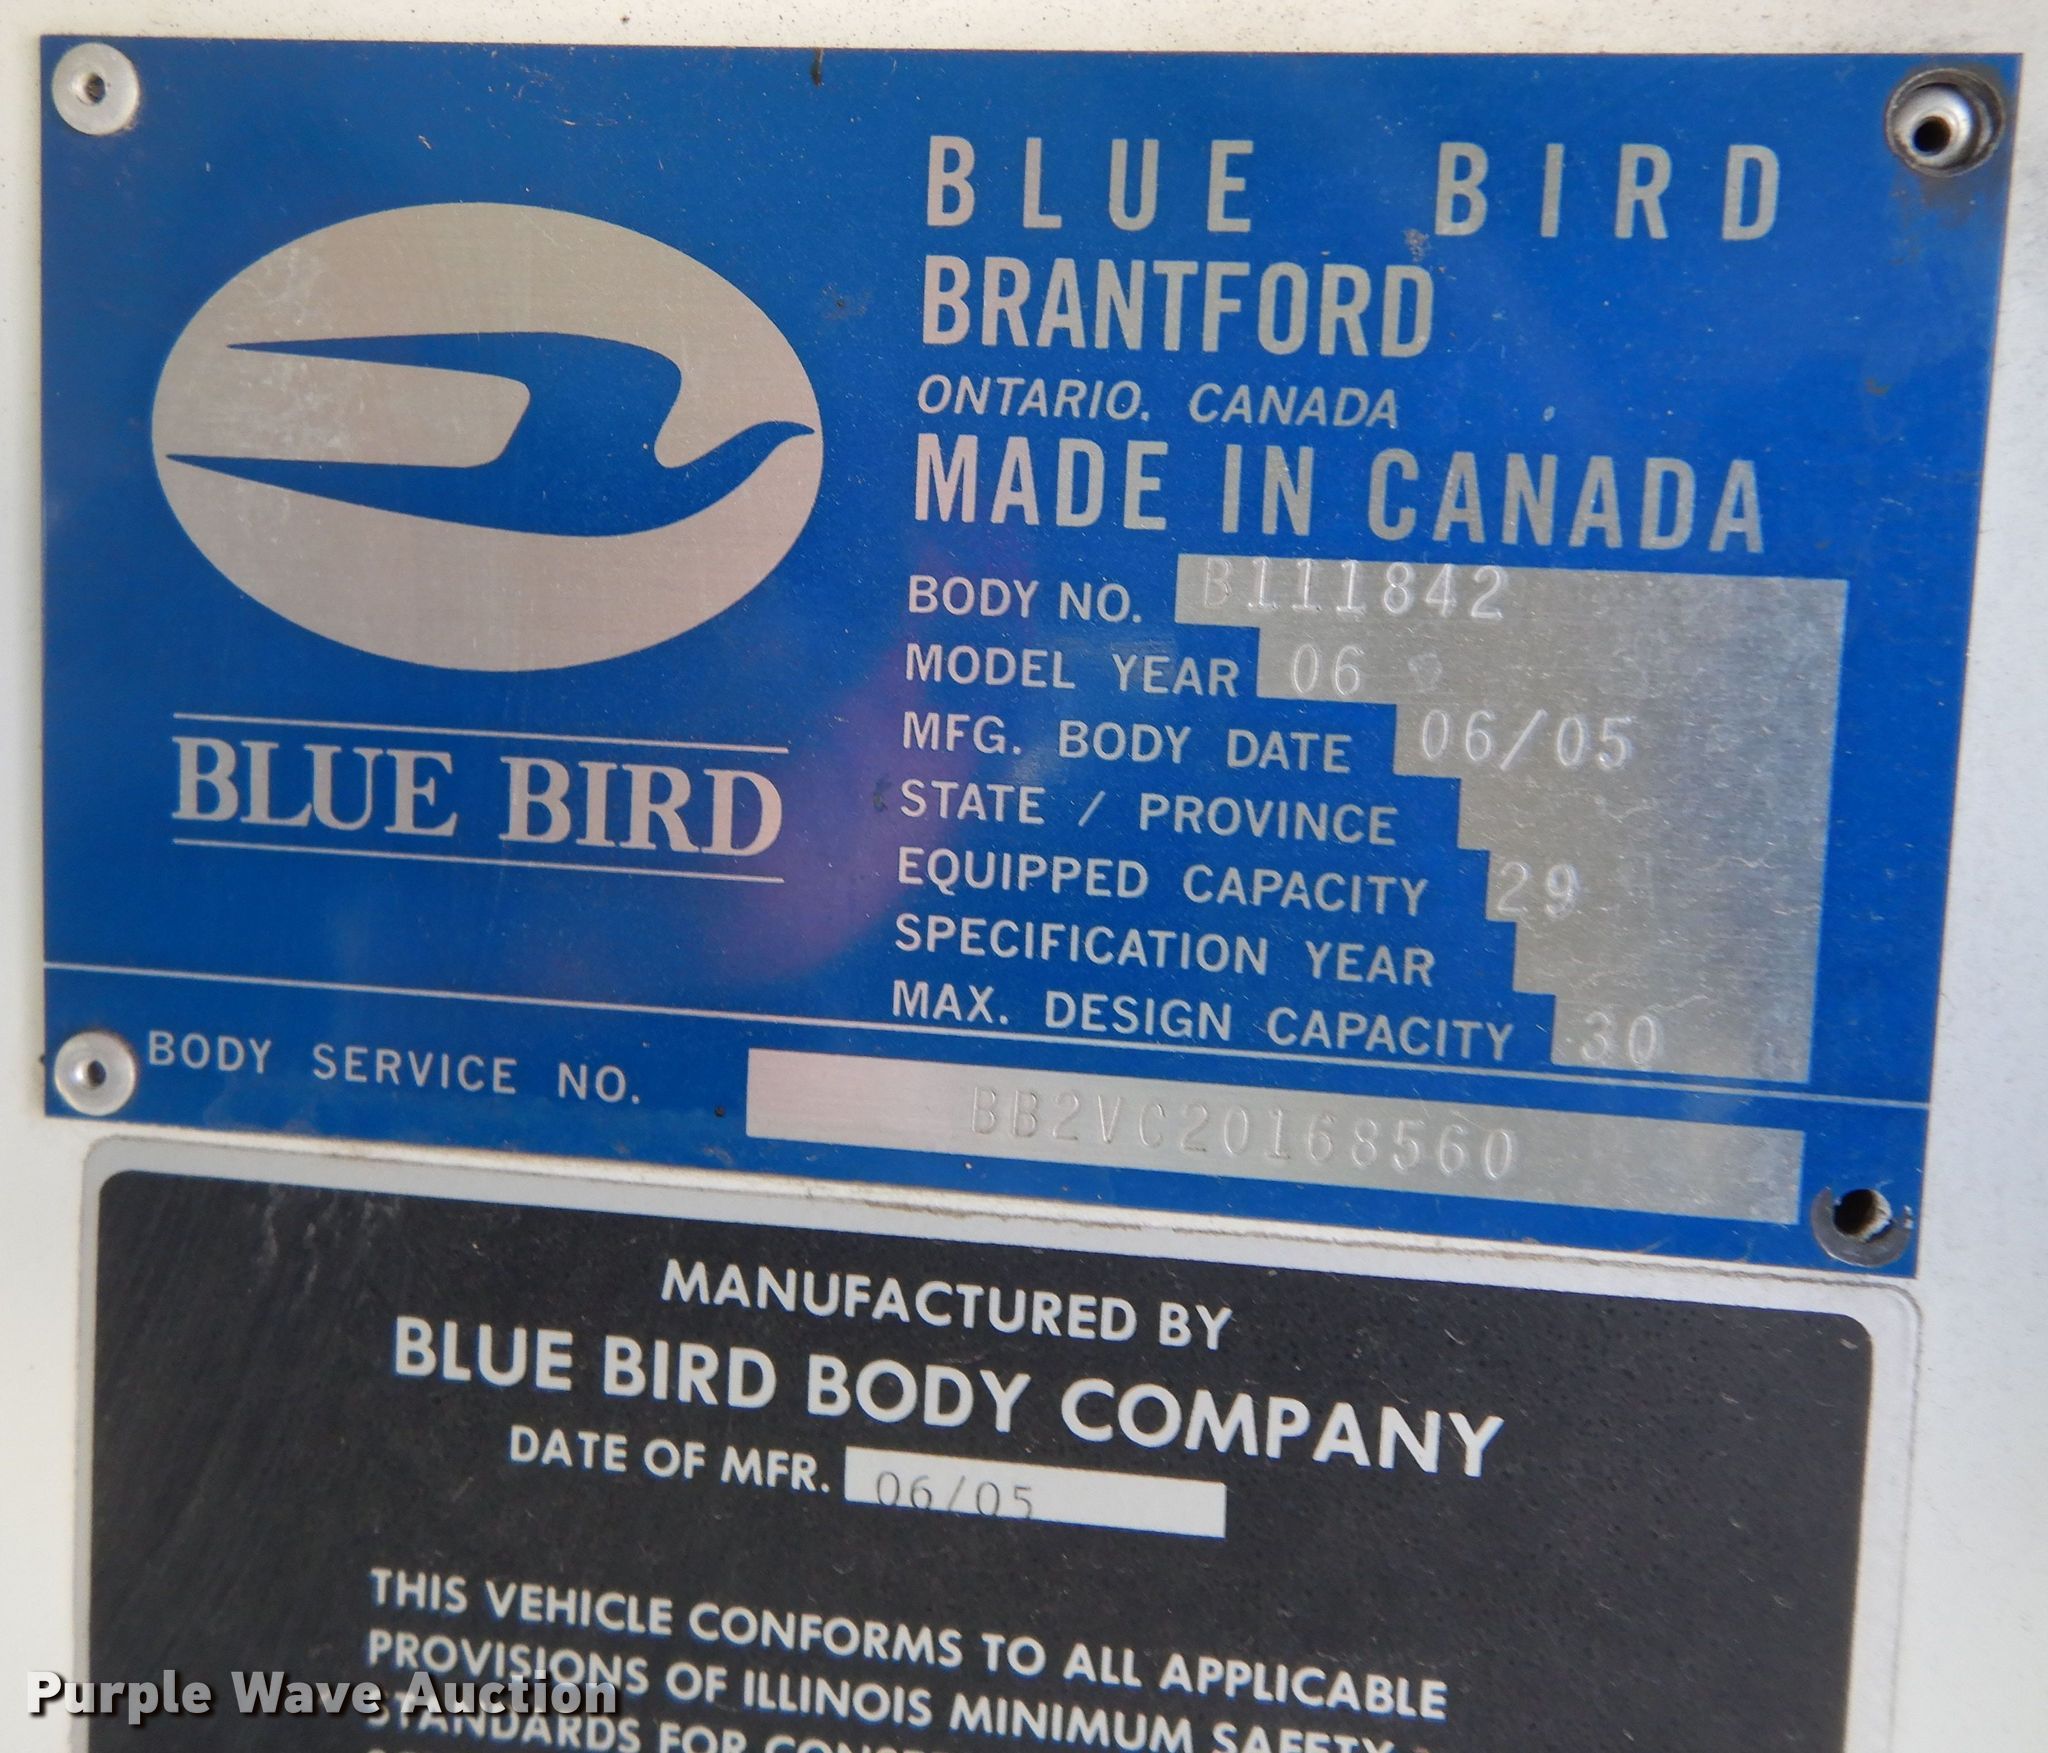 BLUE BIRD
BRANTFORD
ONTARIO. CANADA
MADE IN CANADA
BODY NO. B111842
MODEL YEAR 06
MFG. BODY DATE 06/05
STATE / PROVINCE
EQUIPPED CAPACITY 29
SPECIFICATION YEAR
MAX. DESIGN CAPACITY 30
BLUE BIRD
BODY SERVICE NO. BB2VC20168560
MANUFACTURED BY
BLUE BIRD BODY COMPANY
DATE OF MFR. 06/05
THIS VEHICLE CONFORMS TO ALL APPLICABLE
PROVISIONS OF ILLINOIS MINIMUM SAFETY
STANDARDS FOR
Purple Wave Auction